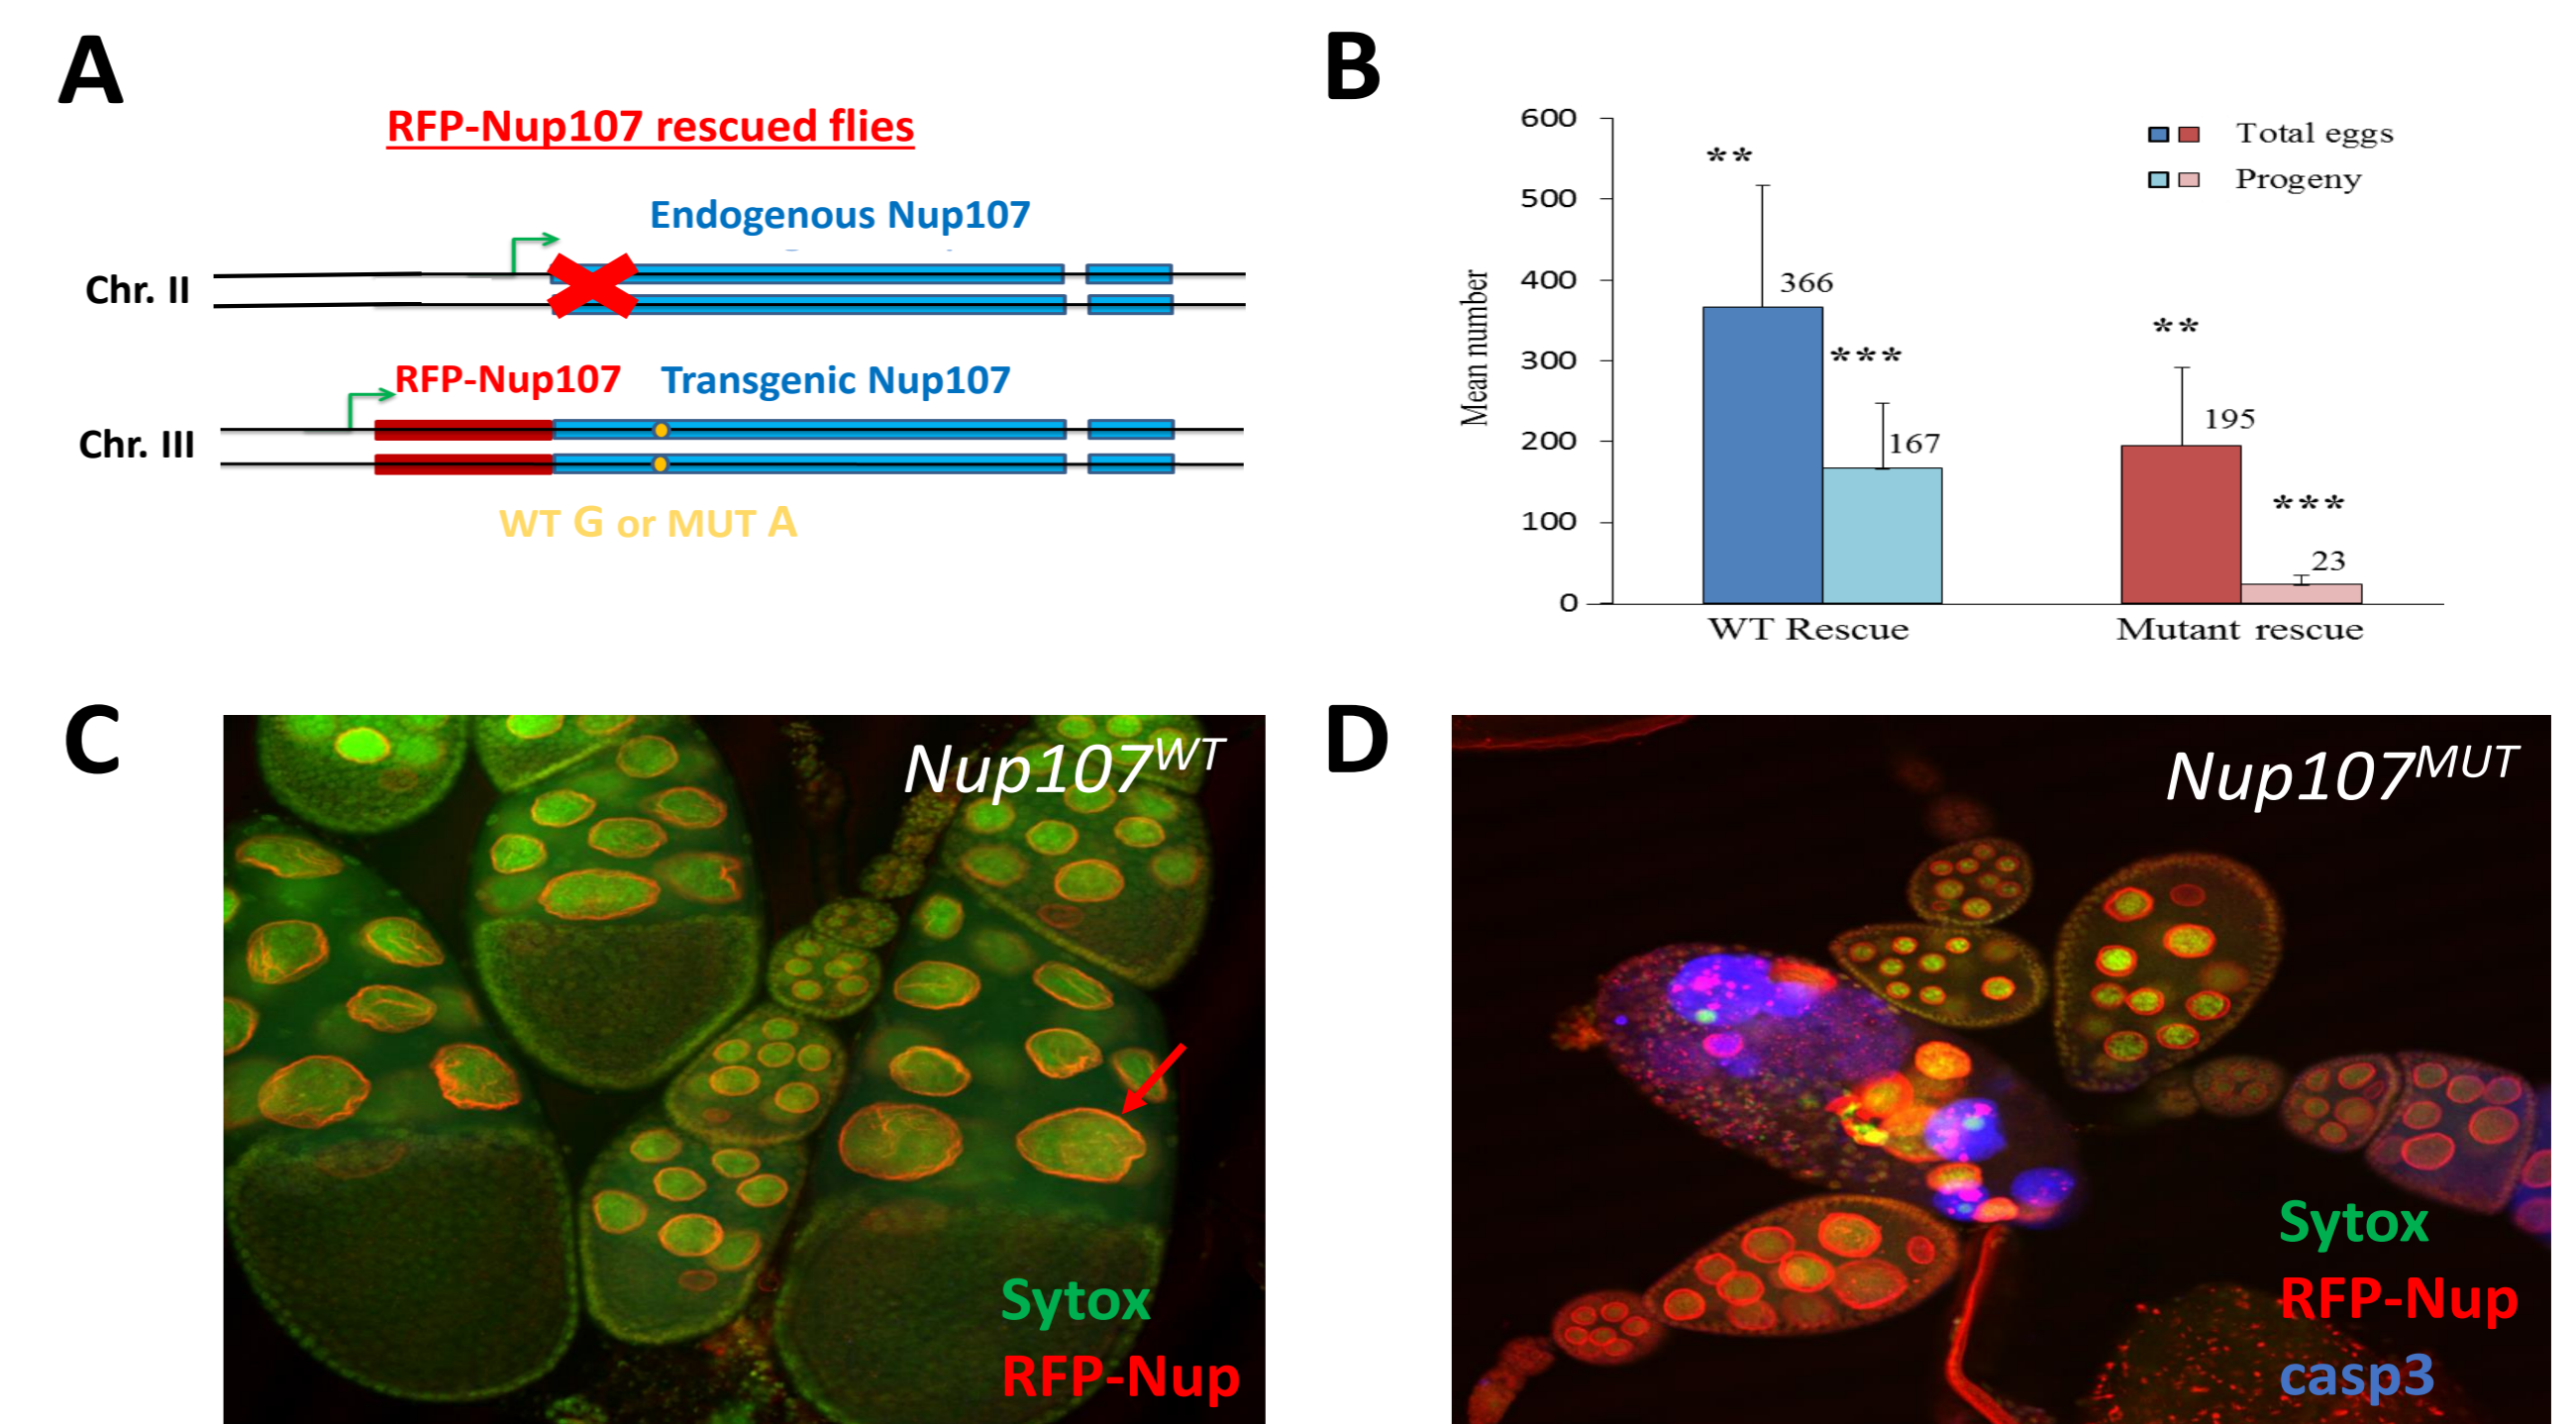 A
RFP-Nup107 rescued flies
Endogenous Nup107
Chr. II
RFP-Nup107 Transgenic Nup107
Chr. III
WT G or MUT A
B
Mean number
600
500
400
300
200
100
0
Total eggs
Progeny
**
366
***
167
**
195
***
23
WT Rescue
Mutant rescue
C
Nup107WT
Sytox
RFP-Nup
D
Nup107MUT
Sytox
RFP-Nup
casp3